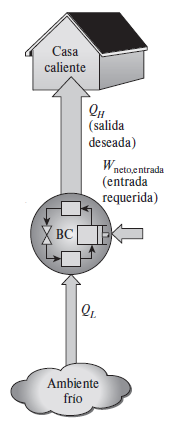 Casa
caliente
Q_H
(salida
deseada)
W_neto,entrada
(entrada
requerida)
BC
Q_L
Ambiente
frío